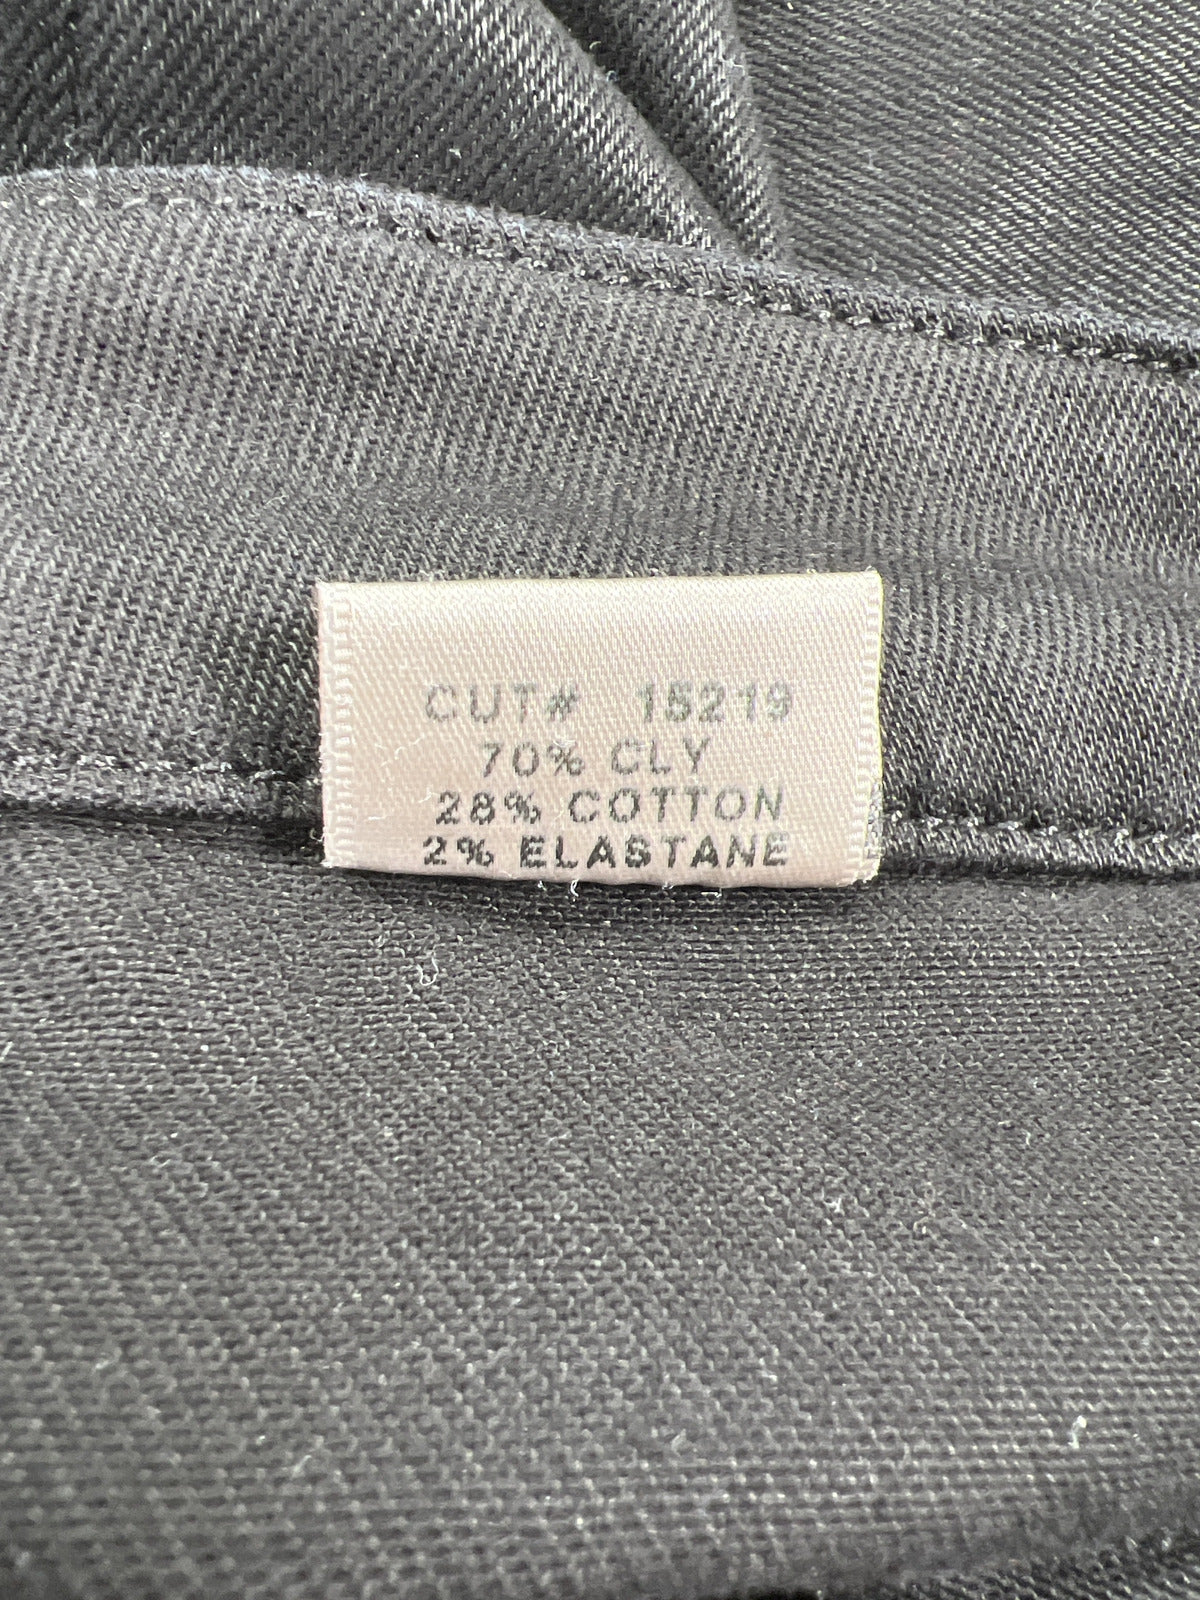 CUT# 15219
70% CLY
28% COTTON
2% ELASTANE